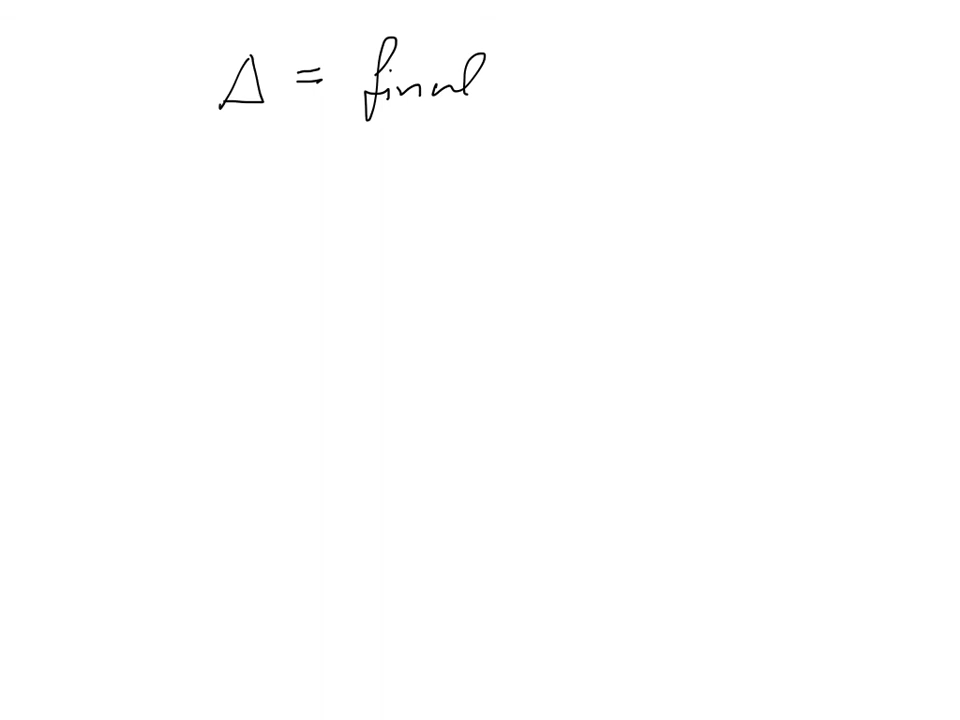 Δ = final